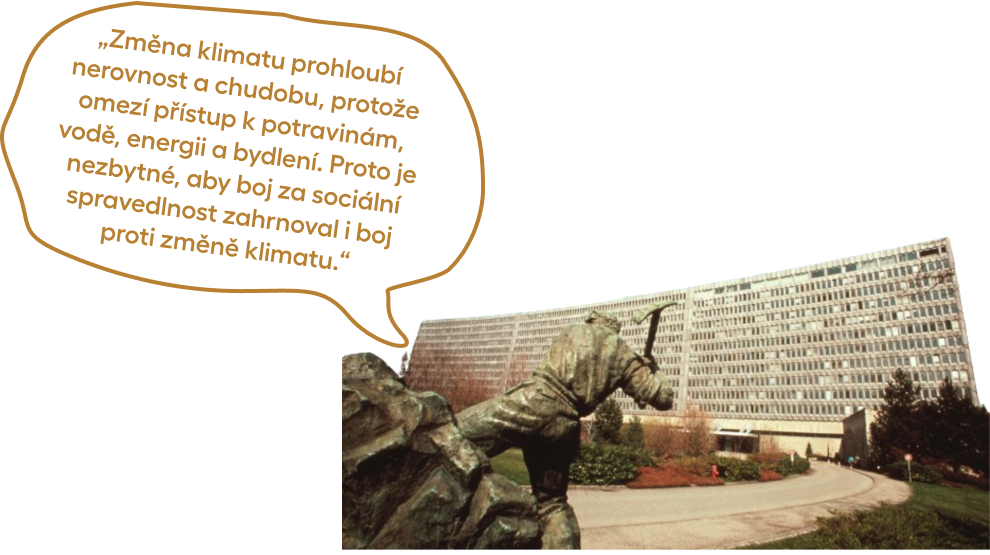 „Změna klimatu prohloubí
nerovnost a chudobu, protože
omezí přístup k potravinám,
vodě, energii a bydlení. Proto je
nezbytné, aby boj za sociální
spravedlnost zahrnoval i boj
proti změně klimatu.“